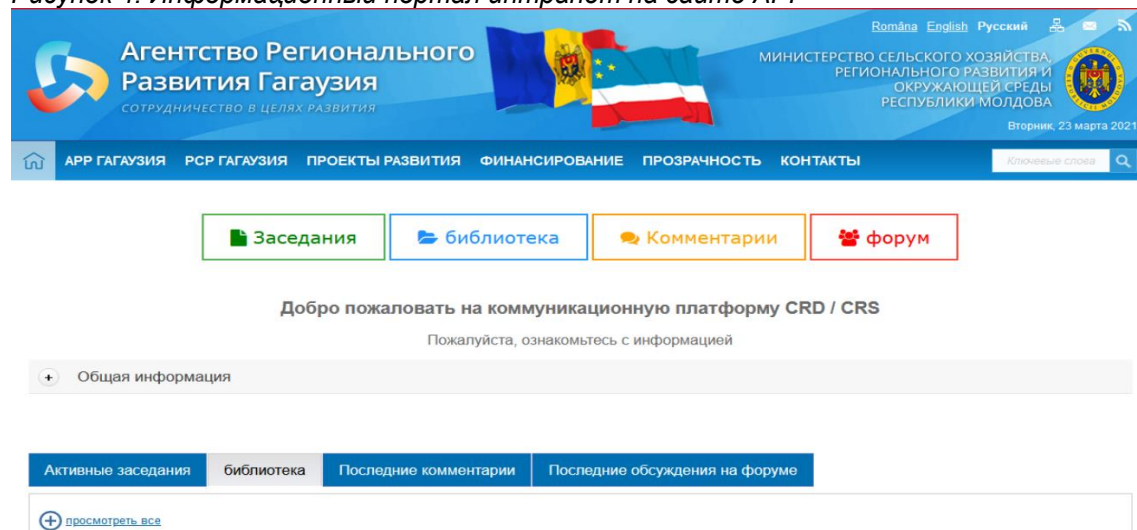 Рисунок 4. Информационный портал интранет на сайте АРР
Română English Русский
Агентство Регионального
Развития Гагаузия
СОТРУДНИЧЕСТВО В ЦЕЛЯХ РАЗВИТИЯ
МИНИСТЕРСТВО СЕЛЬСКОГО ХОЗЯЙСТВА,
РЕГИОНАЛЬНОГО РАЗВИТИЯ И
ОКРУЖАЮЩЕЙ СРЕДЫ
РЕСПУБЛИКИ МОЛДОВА
Вторник, 23 марта 2021
АРР ГАГАУЗИЯ РСР ГАГАУЗИЯ ПРОЕКТЫ РАЗВИТИЯ ФИНАНСИРОВАНИЕ ПРОЗРАЧНОСТЬ КОНТАКТЫ Ключевые слова
Заседания библиотека Комментарии форум
Добро пожаловать на коммуникационную платформу CRD / CRS
Пожалуйста, ознакомьтесь с информацией
Общая информация
Активные заседания библиотека Последние комментарии Последние обсуждения на форуме
просмотреть все